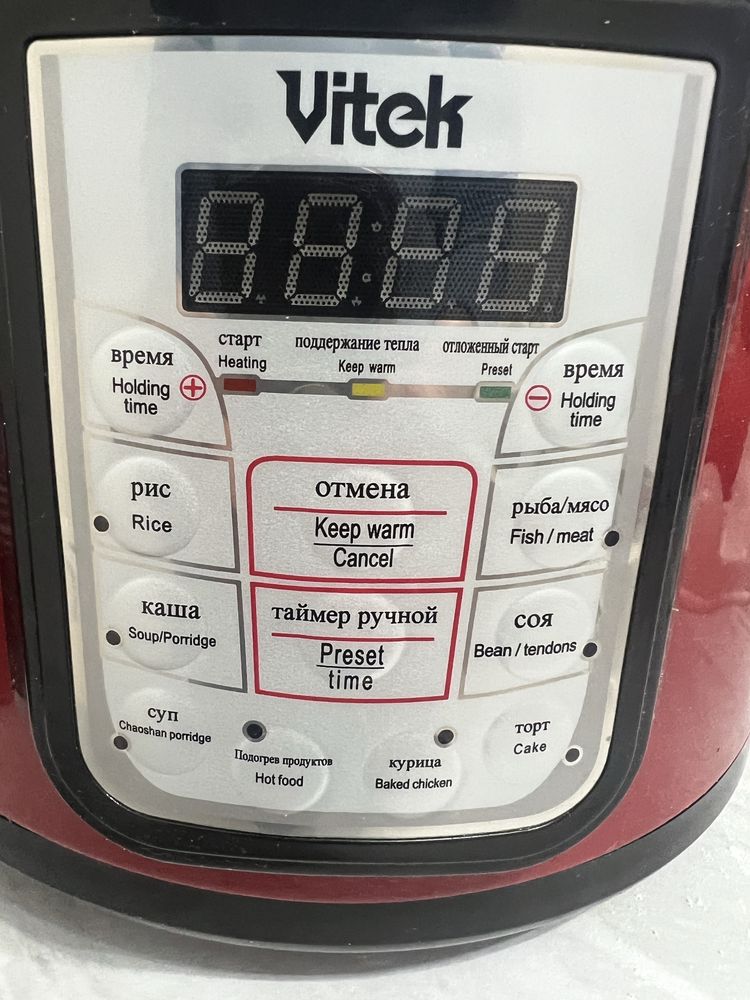 Vitek
старт
поддержание тепла
отложенный старт
Heating
Keep warm
Preset
время
Holding
time
время
Holding
time
рис
Rice
отмена
Keep warm
Cancel
рыба/мясо
Fish / meat
каша
Soup/Porridge
таймер ручной
Preset
time
соя
Bean / tendons
суп
Chaoshan porridge
Подогрев продуктов
Hot food
курица
Baked chicken
торт
Cake